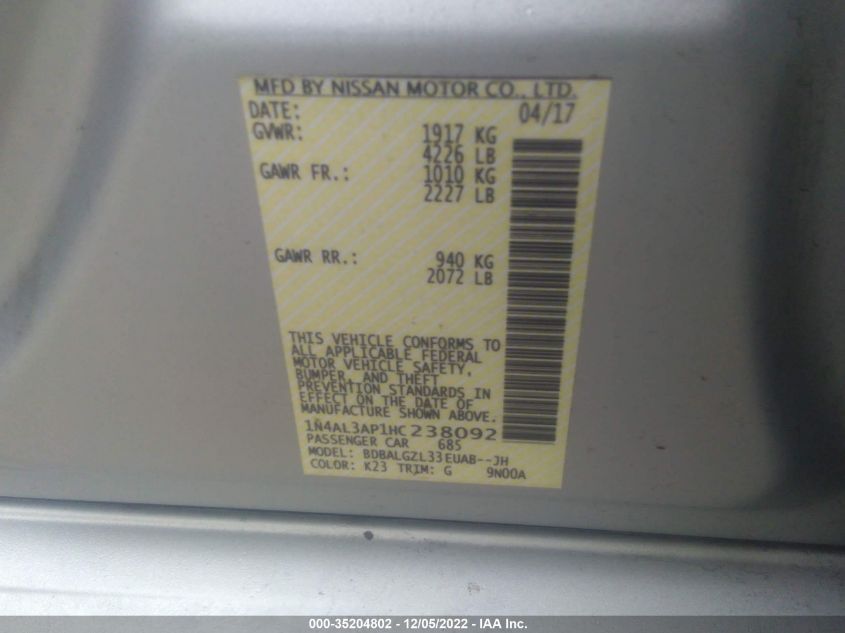 MFD BY NISSAN MOTOR CO., LTD.
DATE: 04/17
GVWR: 1917 KG
4226 LB
GAWR FR.: 1010 KG
2227 LB
GAWR RR.: 940 KG
2072 LB
THIS VEHICLE CONFORMS TO
ALL APPLICABLE FEDERAL
MOTOR VEHICLE SAFETY,
BUMPER, AND THEFT
PREVENTION STANDARDS IN
EFFECT ON THE DATE OF
MANUFACTURE SHOWN ABOVE.
1N4AL3AP1HC238092
PASSENGER CAR 685
MODEL: BDBALGZL33EUAB--JH
COLOR: K23 TRIM: G 9N00A
000-35204802 - 12/05/2022 - IAA Inc.